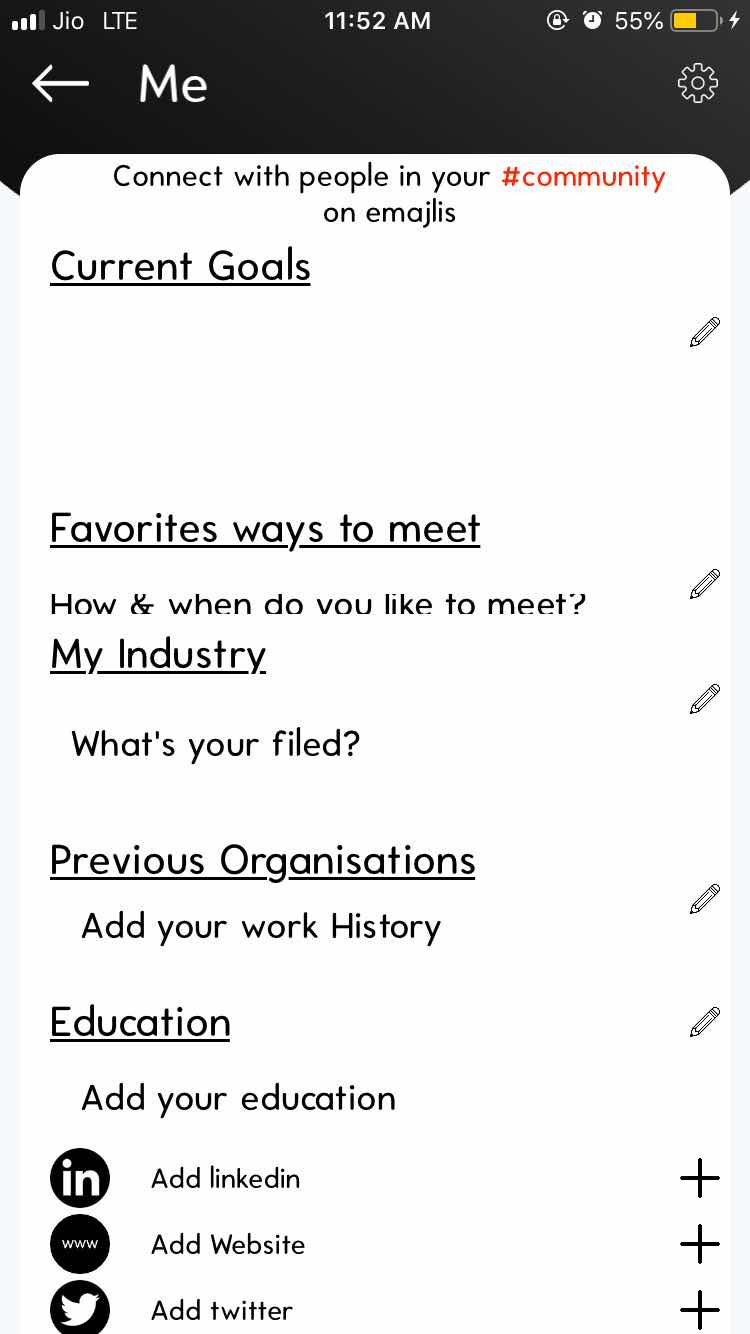 Jio LTE 11:52 AM 55%
Me
Connect with people in your #community
on emajlis
Current Goals
Favorites ways to meet
How & when do you like to meet?
My Industry
What's your filed?
Previous Organisations
Add your work History
Education
Add your education
in Add linkedin
www Add Website
Add twitter